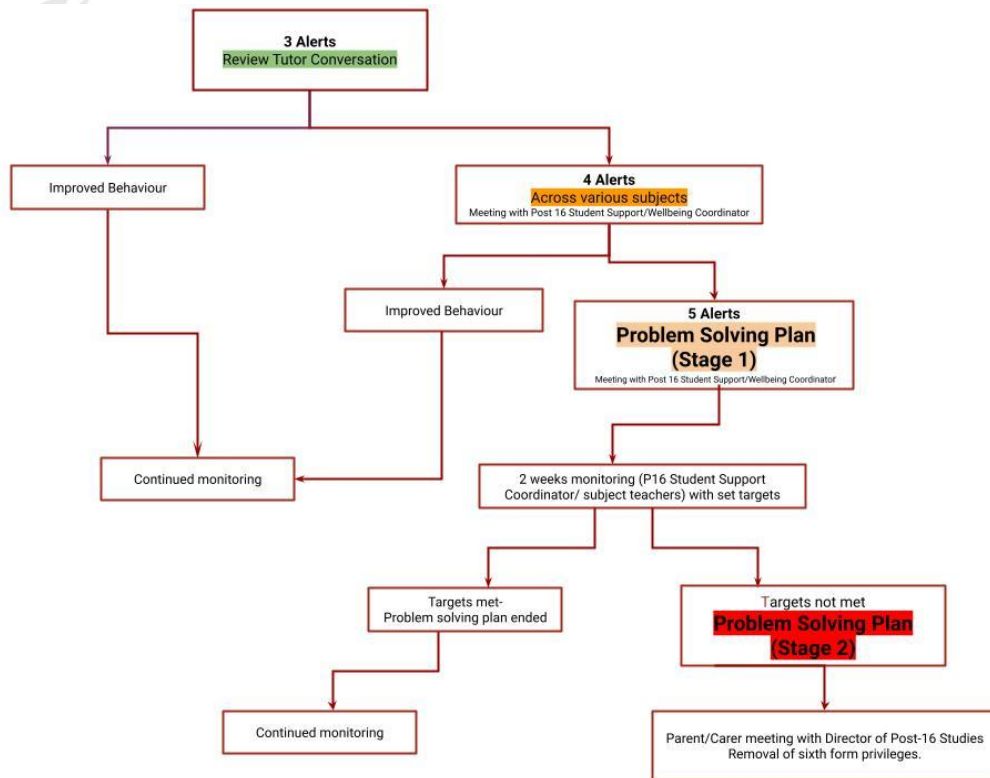 3 Alerts
Review Tutor Conversation
Improved Behaviour
4 Alerts
Across various subjects
Meeting with Post 16 Student Support/Wellbeing Coordinator
Improved Behaviour
5 Alerts
Problem Solving Plan
(Stage 1)
Meeting with Post 16 Student Support/Wellbeing Coordinator
Continued monitoring
2 weeks monitoring (P16 Student Support
Coordinator/ subject teachers) with set targets
Targets met-
Problem solving plan ended
Targets not met
Problem Solving Plan
(Stage 2)
Continued monitoring
Parent/Carer meeting with Director of Post-16 Studies
Removal of sixth form privileges.